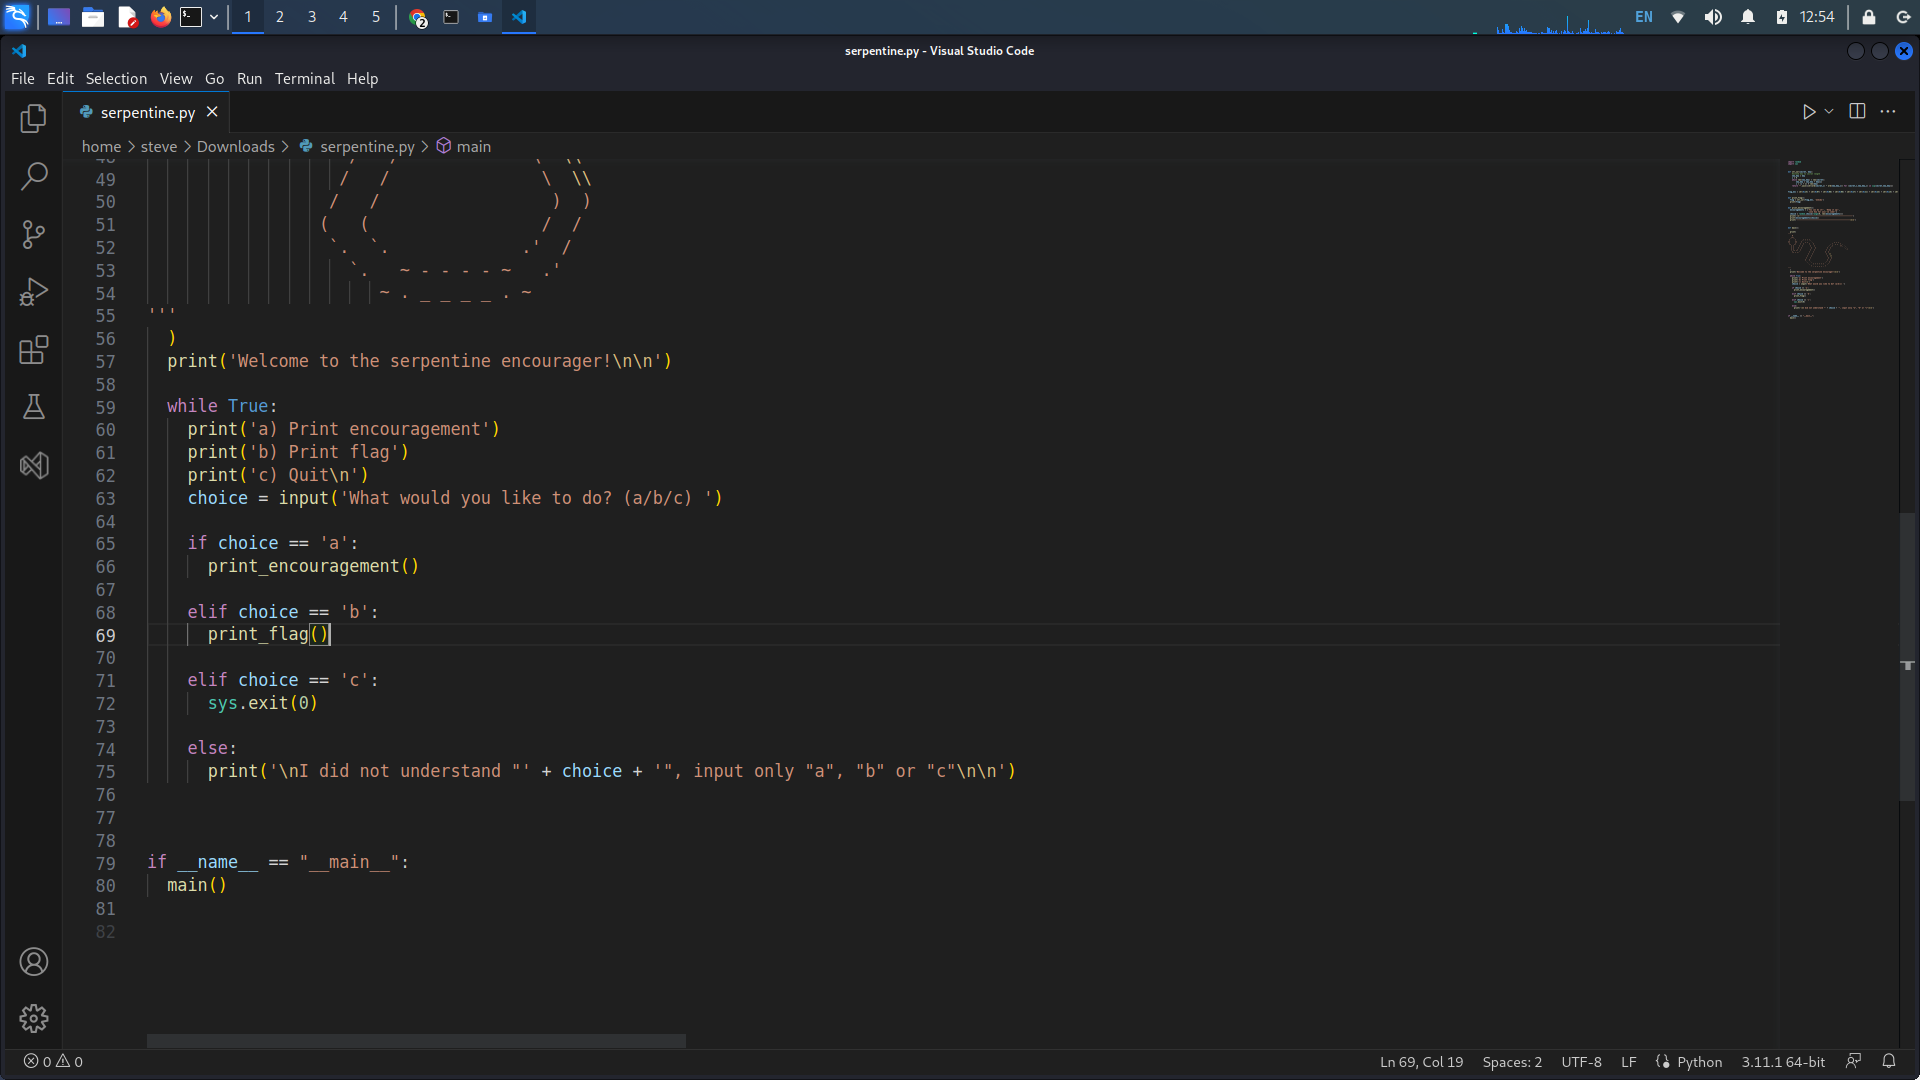 1 2 3 4 5 2 EN 12:54
serpentine.py - Visual Studio Code
File Edit Selection View Go Run Terminal Help
serpentine.py
home > steve > Downloads > serpentine.py > main
49 / / \ \\
50 / / ) )
51 ( ( / /
52 `. `. .' /
53 `. ~ - - - - ~ .'
54 ~ . _ _ _ _ . ~
55 '''
56 )
57 print('Welcome to the serpentine encourager!\n\n')
58
59 while True:
60 print('a) Print encouragement')
61 print('b) Print flag')
62 print('c) Quit\n')
63 choice = input('What would you like to do? (a/b/c) ')
64
65 if choice == 'a':
66 print_encouragement()
67
68 elif choice == 'b':
69 print_flag()
70
71 elif choice == 'c':
72 sys.exit(0)
73
74 else:
75 print('\nI did not understand "' + choice + '", input only "a", "b" or "c"\n\n')
76
77
78
79 if __name__ == "__main__":
80 main()
81
82
0 0 Ln 69, Col 19 Spaces: 2 UTF-8 LF Python 3.11.1 64-bit